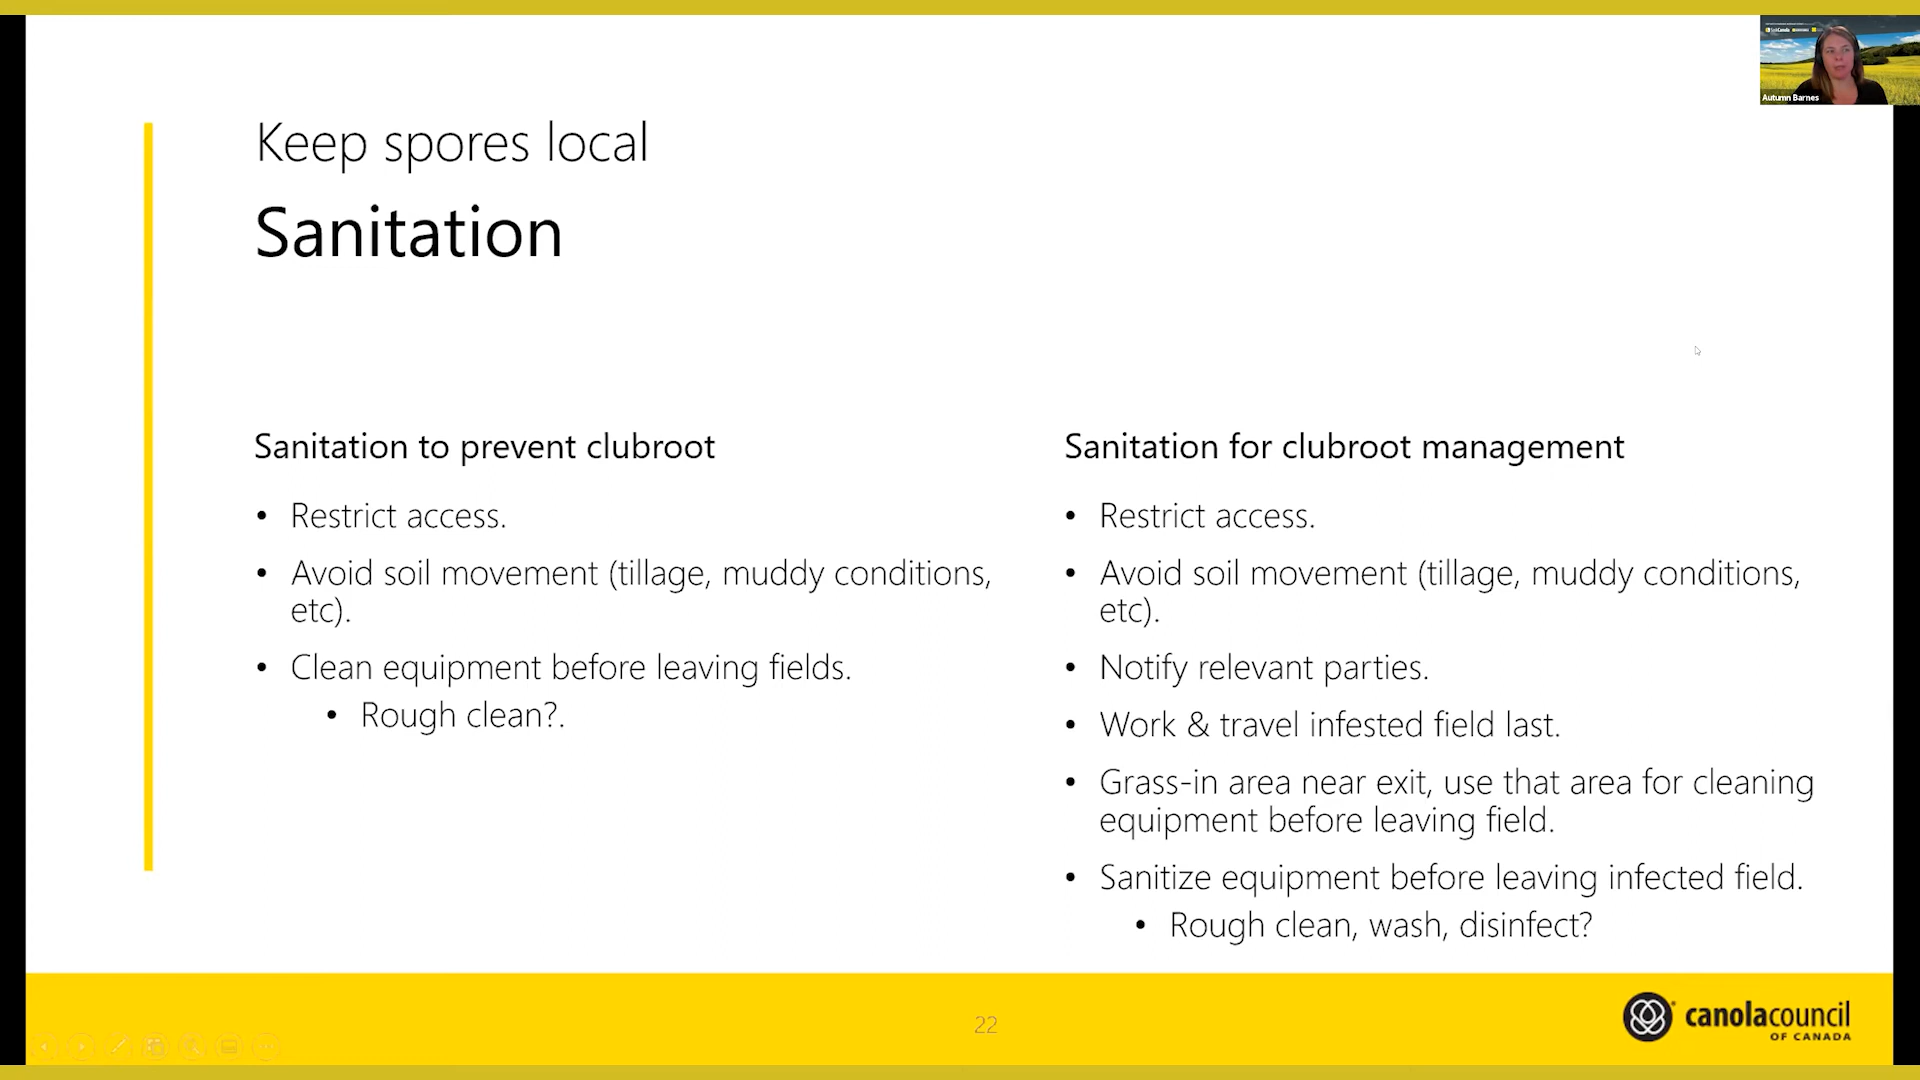 Autumn Barnes
Keep spores local
Sanitation
Sanitation to prevent clubroot
• Restrict access.
• Avoid soil movement (tillage, muddy conditions,
etc).
• Clean equipment before leaving fields.
• Rough clean?.
Sanitation for clubroot management
• Restrict access.
• Avoid soil movement (tillage, muddy conditions,
etc).
• Notify relevant parties.
• Work & travel infested field last.
• Grass-in area near exit, use that area for cleaning
equipment before leaving field.
• Sanitize equipment before leaving infected field.
• Rough clean, wash, disinfect?
22
canolacouncil
OF CANADA